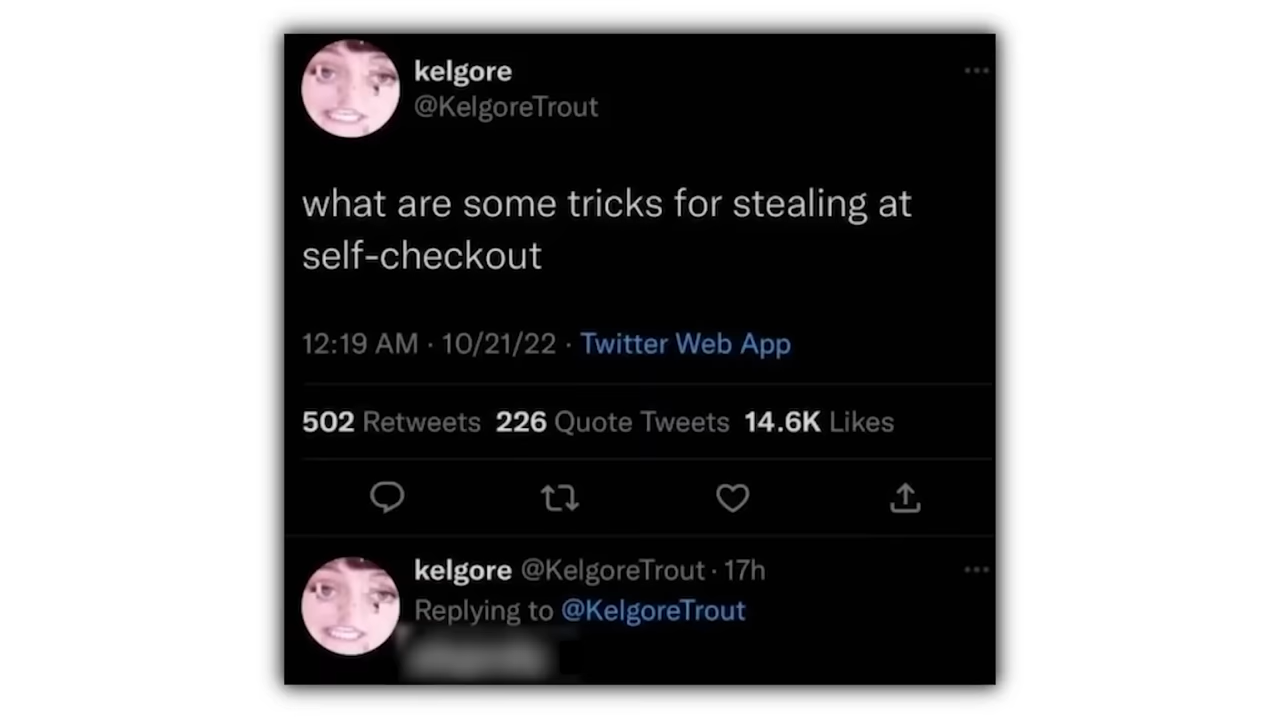 kelgore
@KelgoreTrout
what are some tricks for stealing at
self-checkout
12:19 AM · 10/21/22 · Twitter Web App
502 Retweets 226 Quote Tweets 14.6K Likes
kelgore @KelgoreTrout · 17h
Replying to @KelgoreTrout